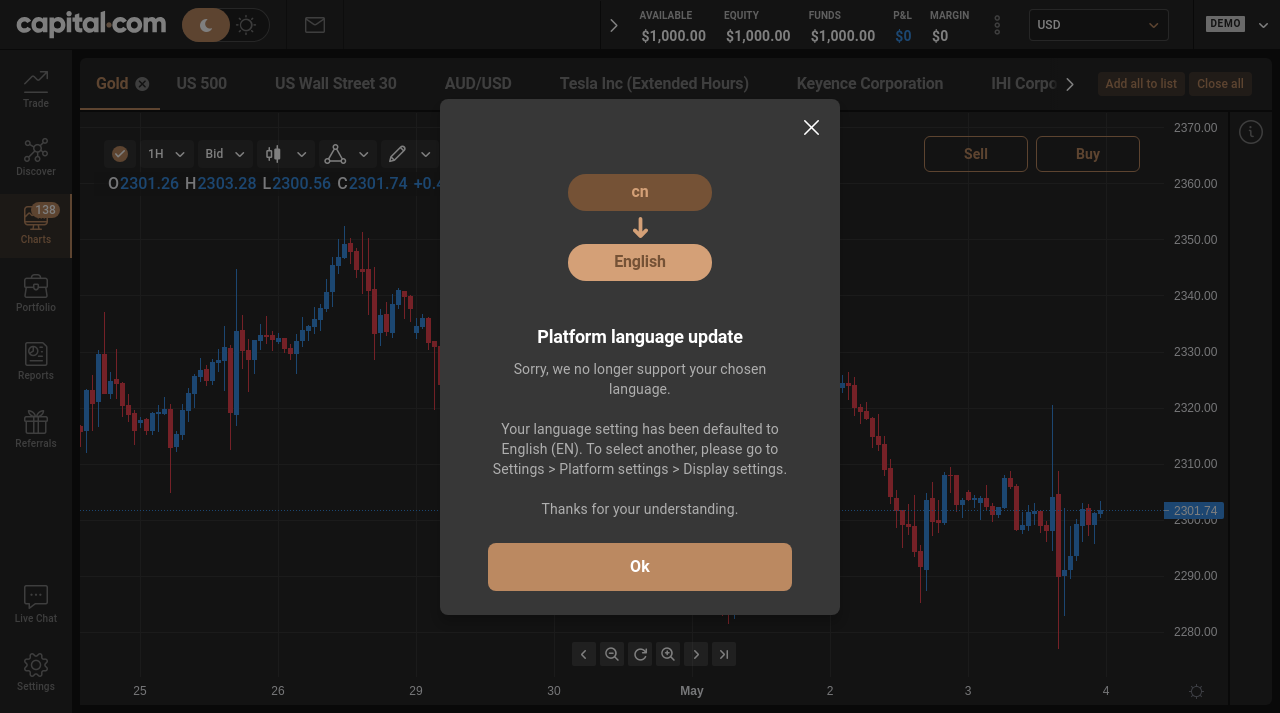 capital.com
AVAILABLE
$1,000.00
EQUITY
$1,000.00
FUNDS
$1,000.00
P&L
$0
MARGIN
$0
USD
DEMO
Trade
Discover
138
Charts
Portfolio
Reports
Referrals
Live Chat
Settings
Gold
US 500
US Wall Street 30
AUD/USD
Tesla Inc (Extended Hours)
Keyence Corporation
IHI Corpo
Add all to list
Close all
1H
Bid
Sell
Buy
O2301.26 H2303.28 L2300.56 C2301.74 +0.4
cn
English
Platform language update
Sorry, we no longer support your chosen
language.
Your language setting has been defaulted to
English (EN). To select another, please go to
Settings > Platform settings > Display settings.
Thanks for your understanding.
Ok
2370.00
2360.00
2350.00
2340.00
2330.00
2320.00
2310.00
2301.74
2300.00
2290.00
2280.00
25
26
29
30
May
2
3
4